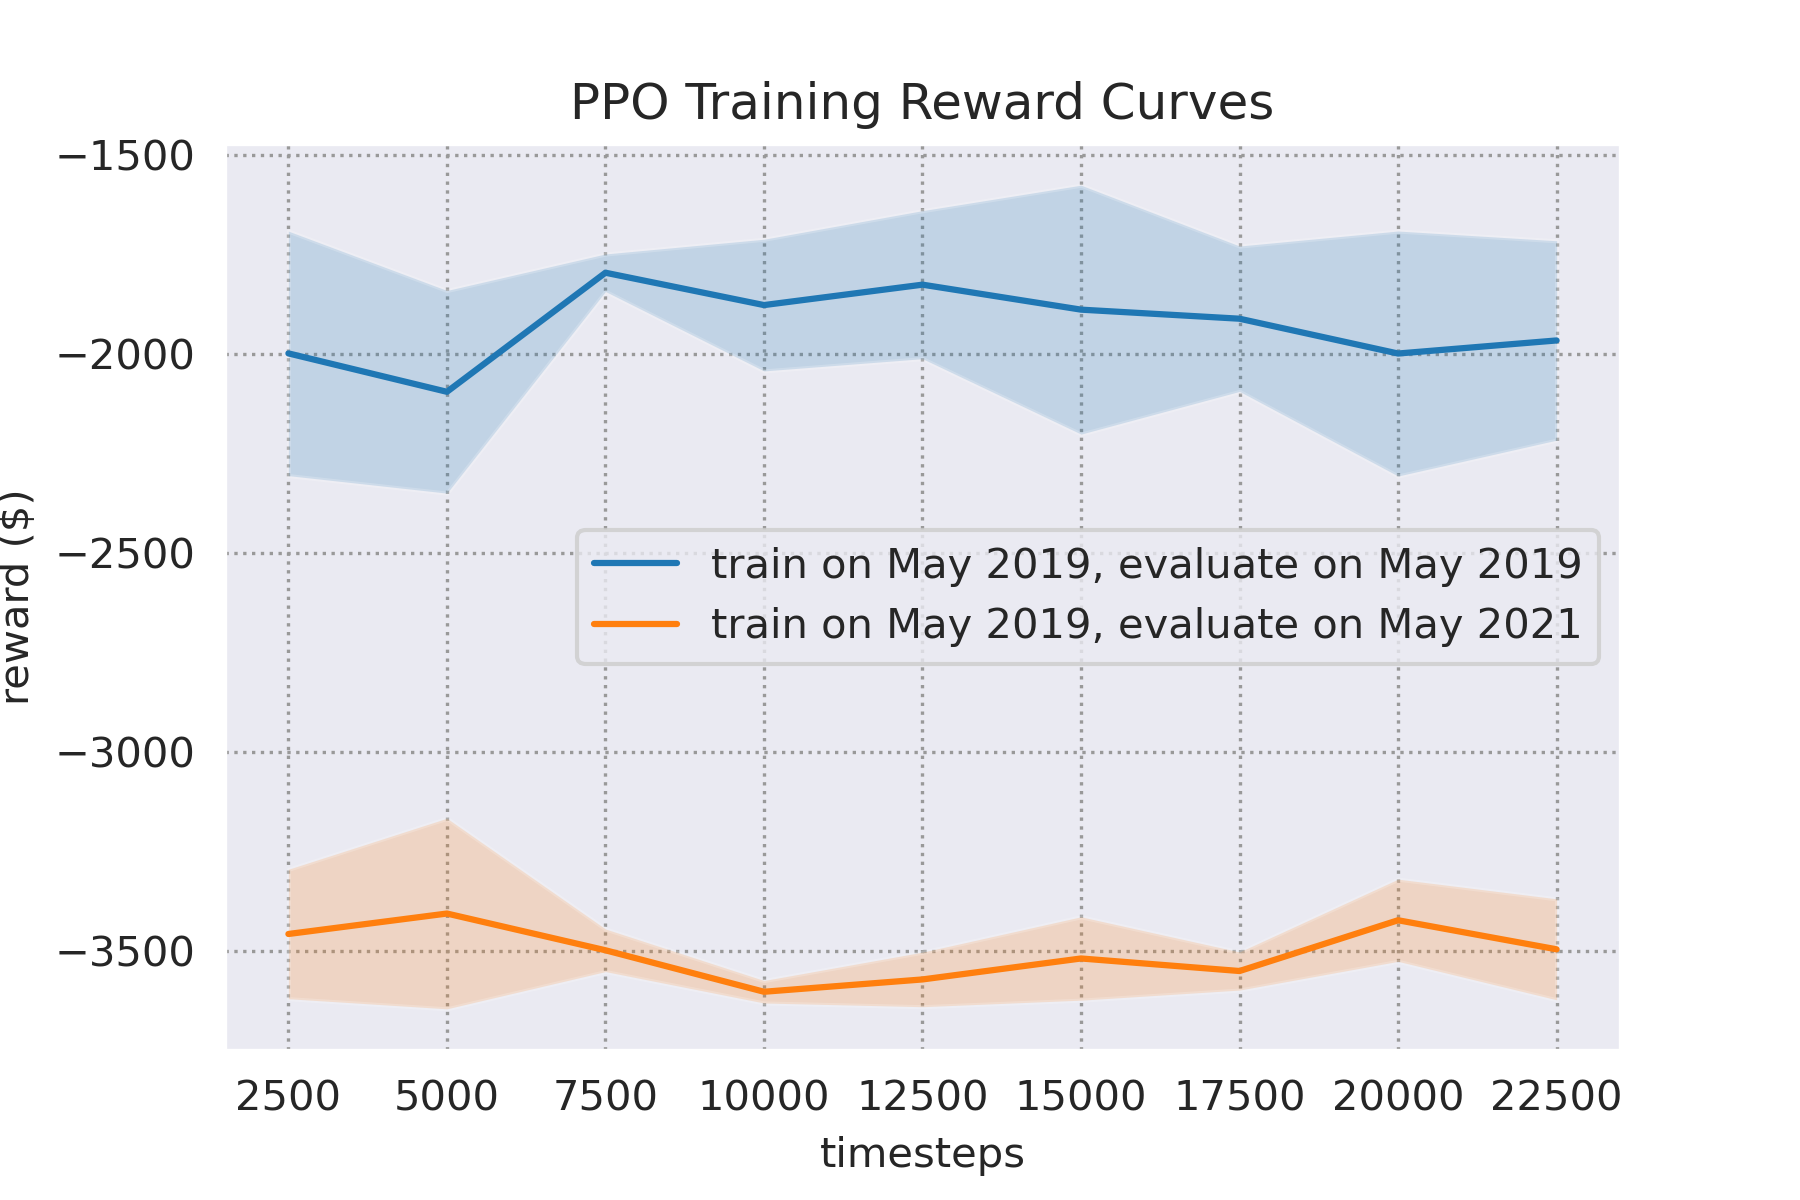 PPO Training Reward Curves
−1500
−2000
−2500
−3000
−3500
reward ($)
train on May 2019, evaluate on May 2019
train on May 2019, evaluate on May 2021
2500 5000 7500 10000 12500 15000 17500 20000 22500
timesteps